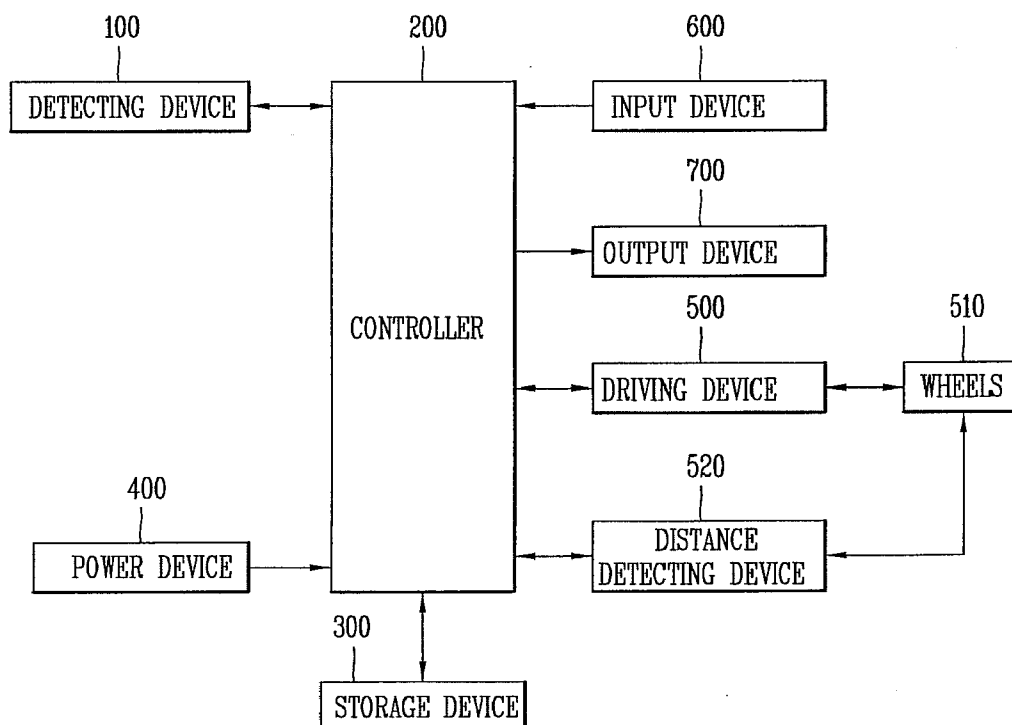 100
200
600
DETECTING DEVICE
INPUT DEVICE
700
OUTPUT DEVICE
CONTROLLER
500
510
DRIVING DEVICE
WHEELS
400
520
POWER DEVICE
DISTANCE
DETECTING DEVICE
300
STORAGE DEVICE